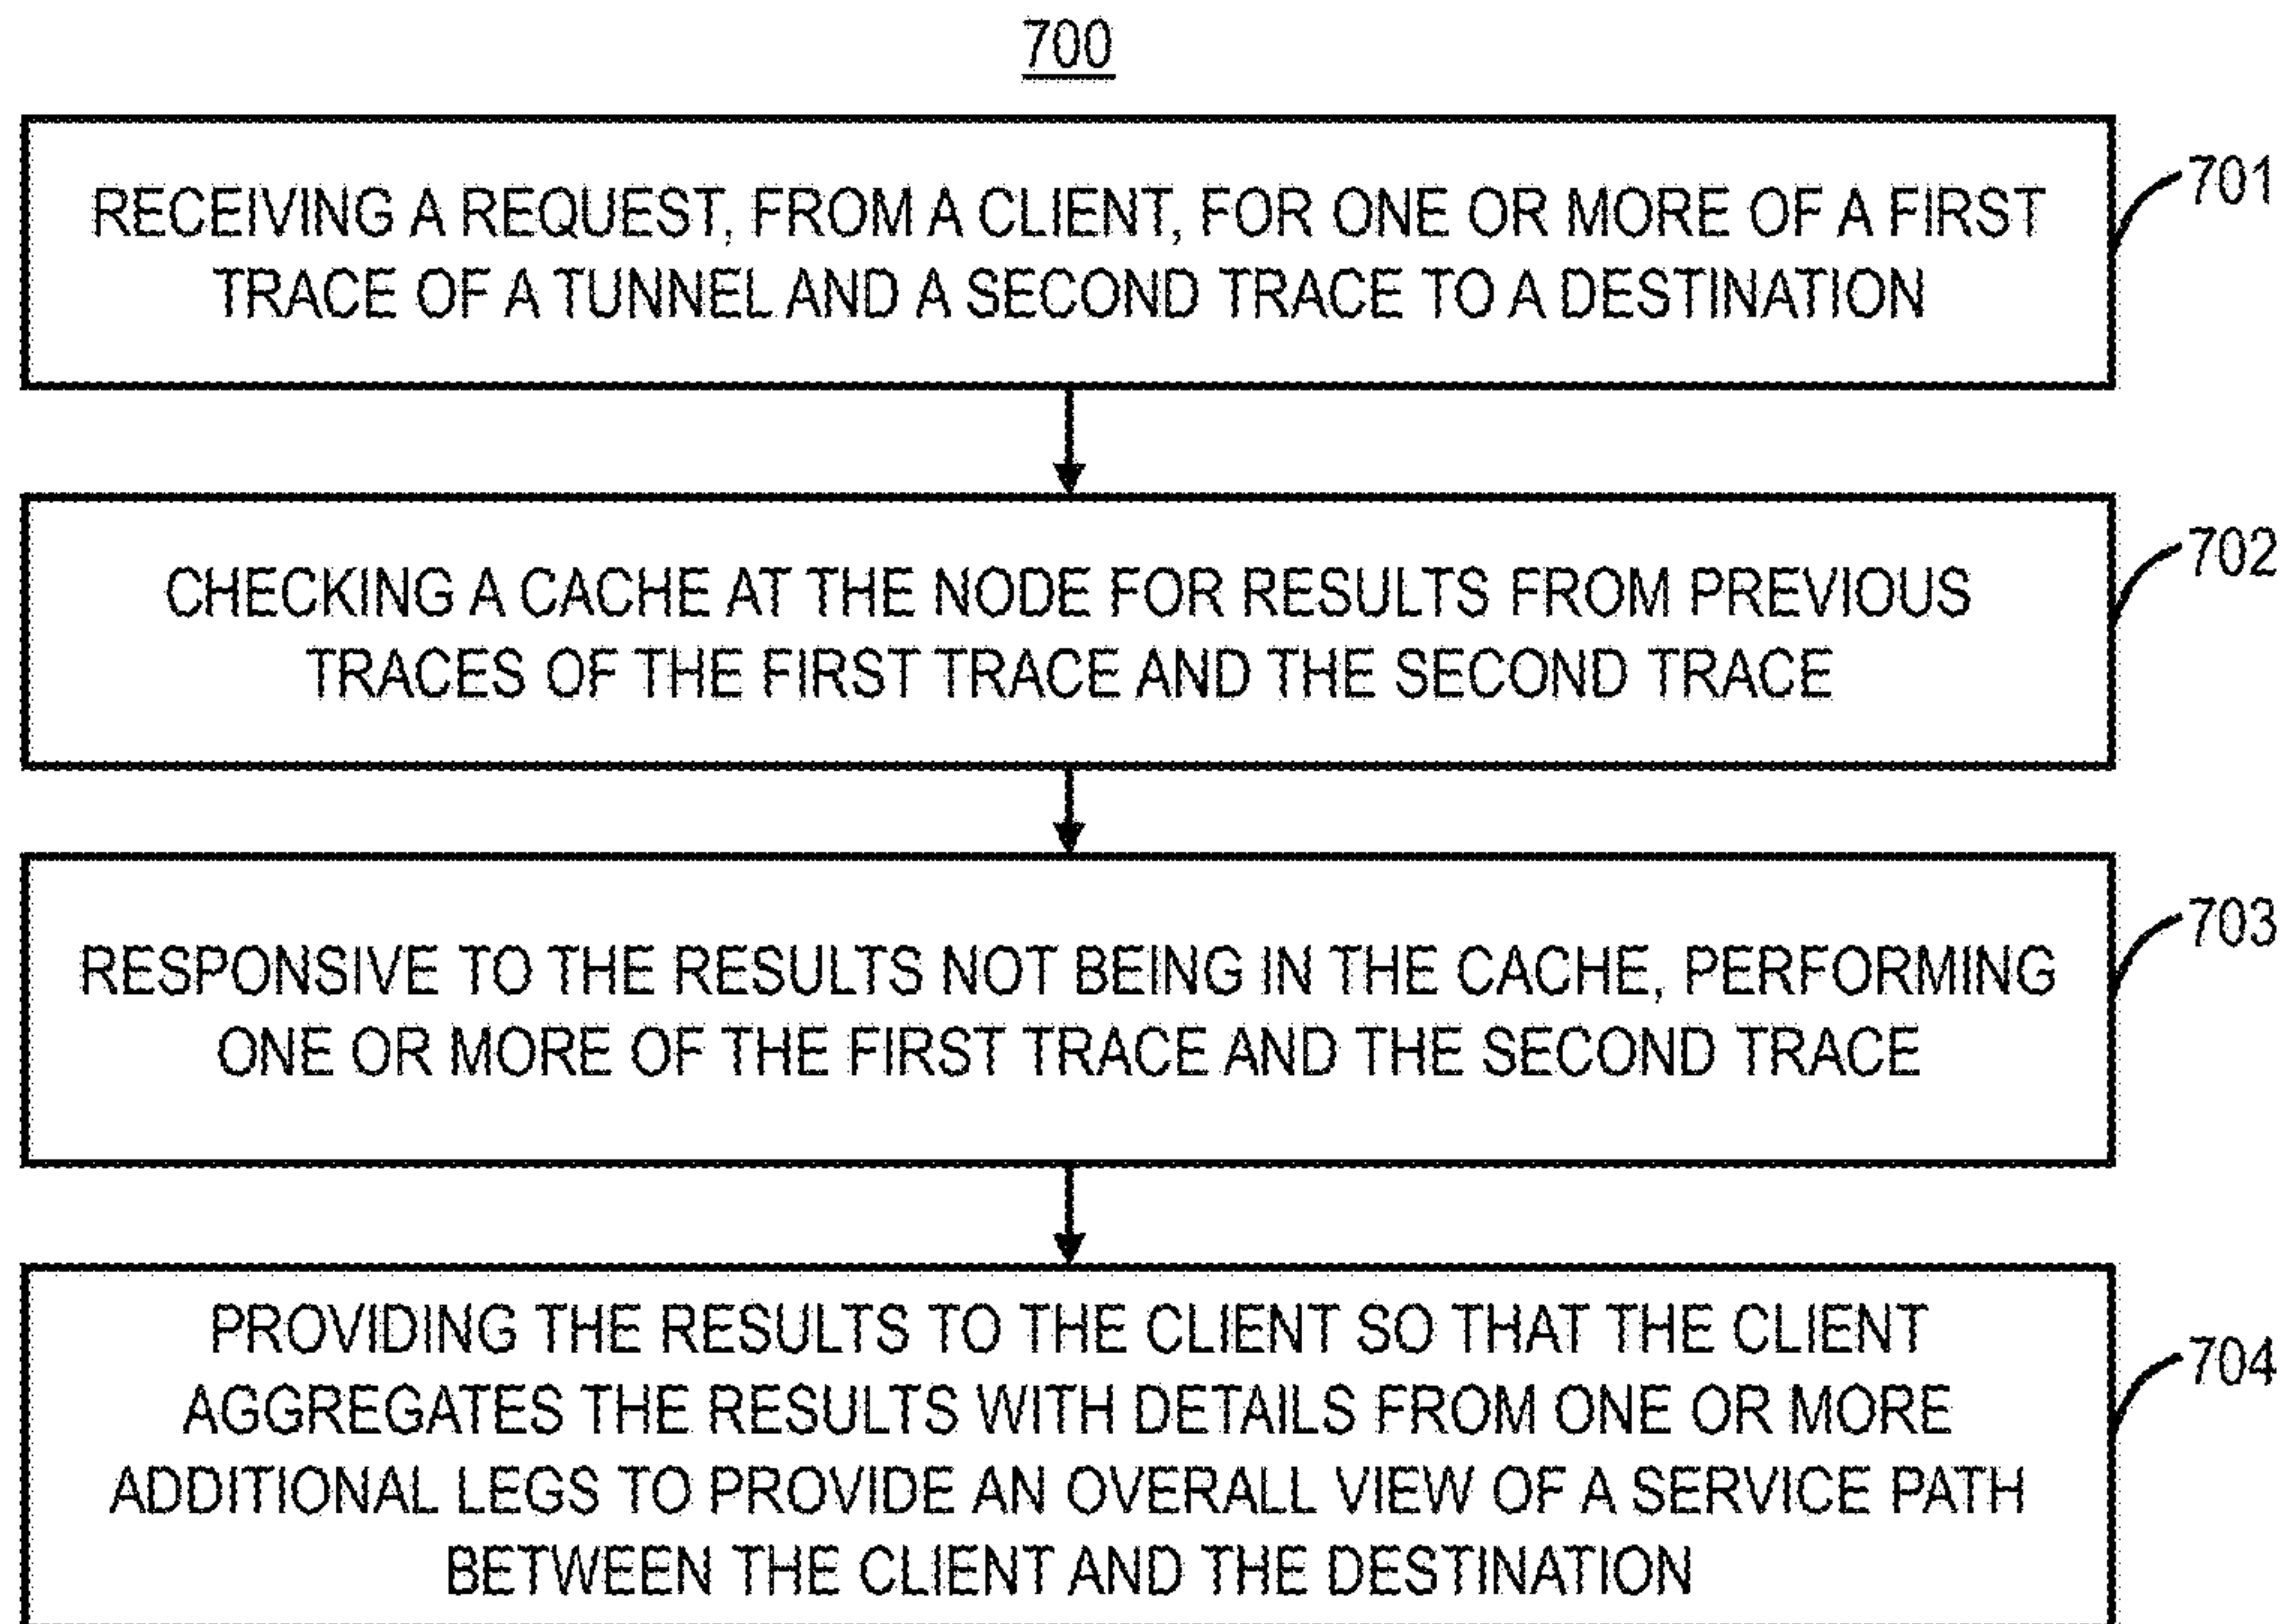 700
RECEIVING A REQUEST, FROM A CLIENT, FOR ONE OR MORE OF A FIRST
TRACE OF A TUNNEL AND A SECOND TRACE TO A DESTINATION
701
CHECKING A CACHE AT THE NODE FOR RESULTS FROM PREVIOUS
TRACES OF THE FIRST TRACE AND THE SECOND TRACE
702
RESPONSIVE TO THE RESULTS NOT BEING IN THE CACHE, PERFORMING
ONE OR MORE OF THE FIRST TRACE AND THE SECOND TRACE
703
PROVIDING THE RESULTS TO THE CLIENT SO THAT THE CLIENT
AGGREGATES THE RESULTS WITH DETAILS FROM ONE OR MORE
ADDITIONAL LEGS TO PROVIDE AN OVERALL VIEW OF A SERVICE PATH
BETWEEN THE CLIENT AND THE DESTINATION
704